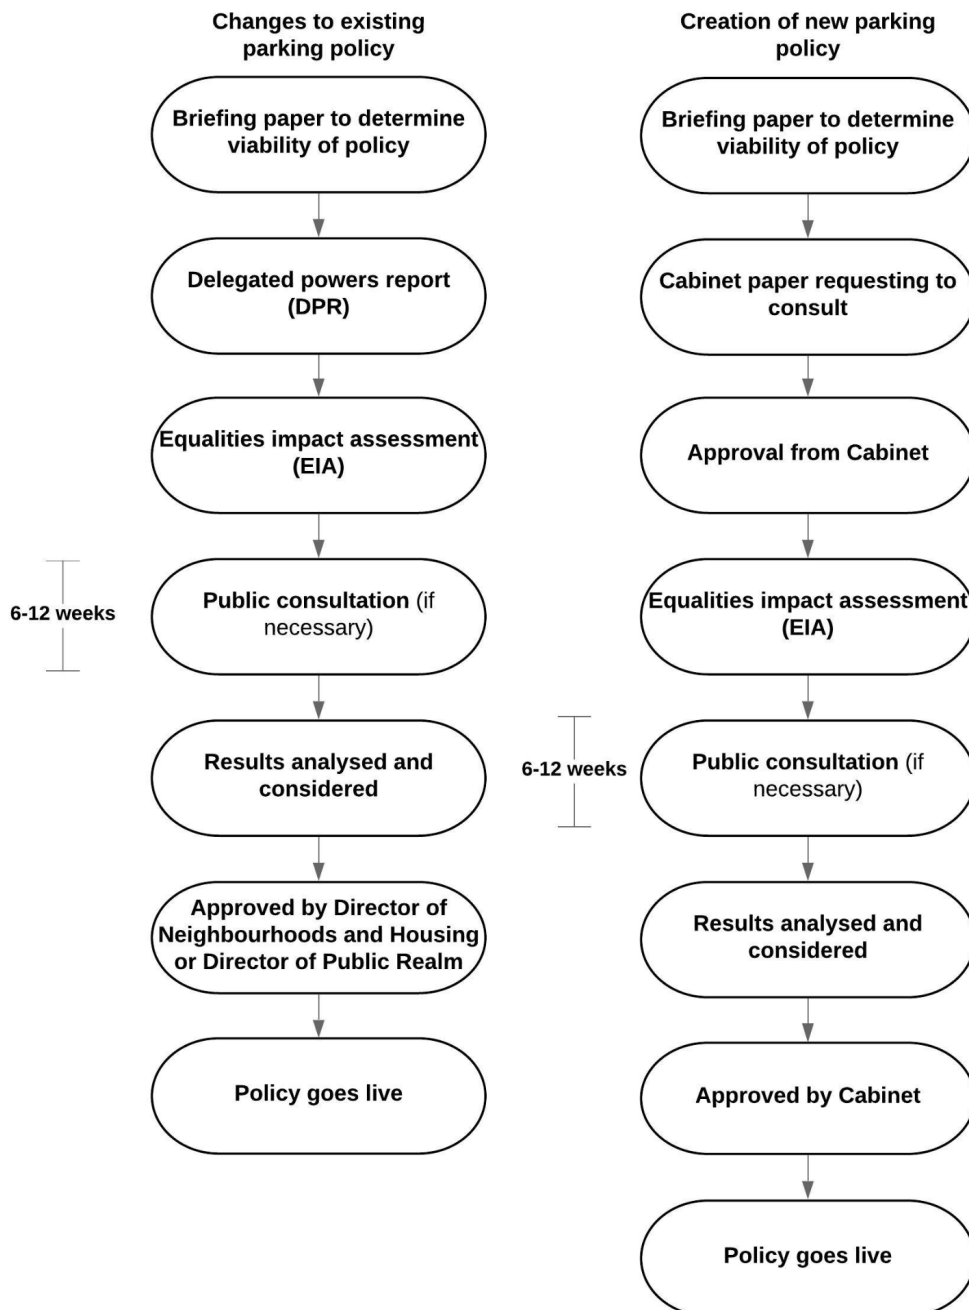 Changes to existing
parking policy
Briefing paper to determine
viability of policy
Delegated powers report
(DPR)
Equalities impact assessment
(EIA)
6-12 weeks
Public consultation (if
necessary)
Results analysed and
considered
Approved by Director of
Neighbourhoods and Housing
or Director of Public Realm
Policy goes live
Creation of new parking
policy
Briefing paper to determine
viability of policy
Cabinet paper requesting to
consult
Approval from Cabinet
Equalities impact assessment
(EIA)
6-12 weeks
Public consultation (if
necessary)
Results analysed and
considered
Approved by Cabinet
Policy goes live